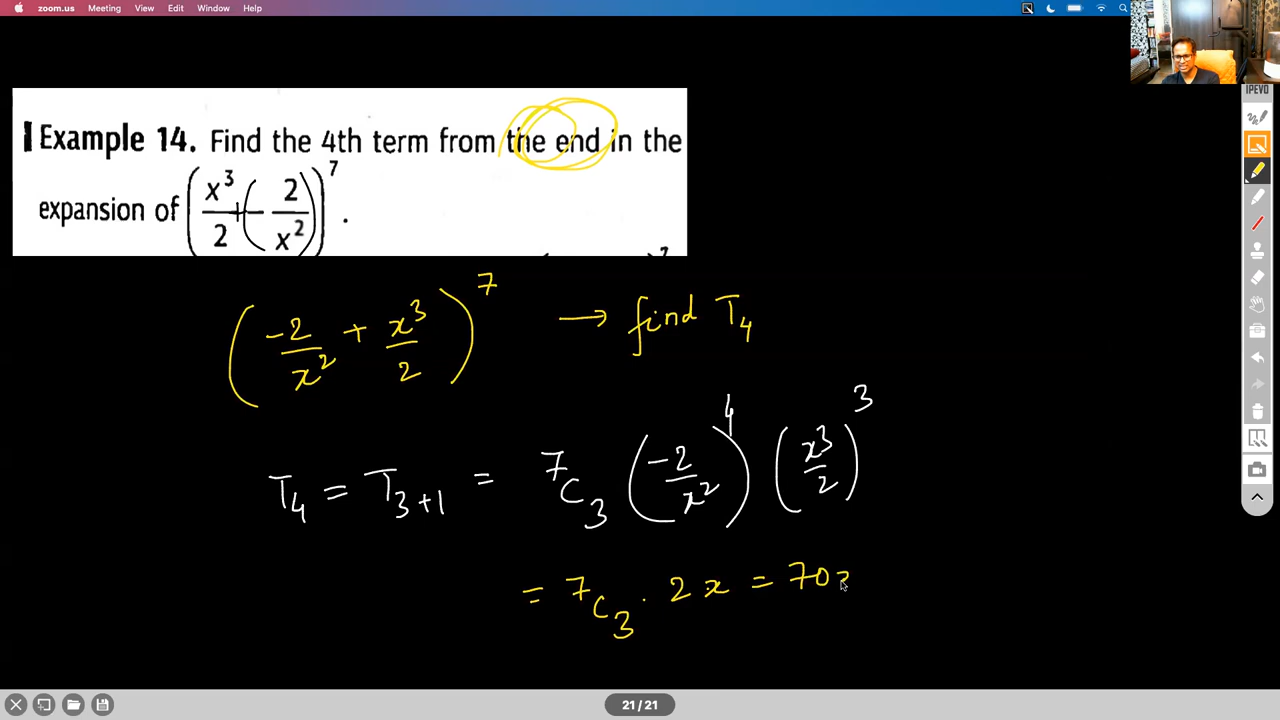 zoom.us Meeting View Edit Window Help
IPEVO
Example 14. Find the 4th term from the end in the
expansion of (x³/2 + (−2/x²))⁷.
(−2/x² + x³/2)⁷ → find T₄
T₄ = T₃₊₁ = ⁷C₃ (−2/x²)⁴ (x³/2)³
= ⁷C₃ · 2x = 70
21 / 21